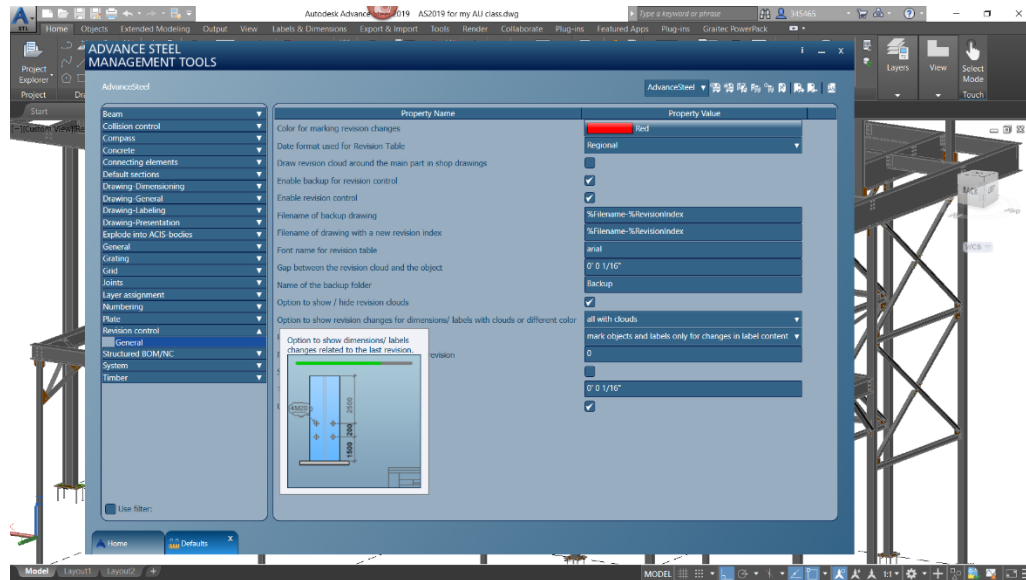 Autodesk Advance Steel 2019 AS2019 for my AU class.dwg
Type a keyword or phrase
345465
STL
Home Objects Extended Modeling Output View Labels & Dimensions Export & Import Tools Render Collaborate Plug-ins Featured Apps Plug-ins Graitec PowerPack
Project Explorer
Project
Layers
View
Select Mode
Touch
Start
ADVANCE STEEL
MANAGEMENT TOOLS
i – x
AdvanceSteel
AdvanceSteel
Beam
Collision control
Compass
Concrete
Connecting elements
Default sections
Drawing-Dimensioning
Drawing-General
Drawing-Labeling
Drawing-Presentation
Explode into ACIS-bodies
General
Grating
Grid
Joints
Layer assignment
Numbering
Plate
Revision control
General
Structured BOM/NC
System
Timber
Use filter:
Property Name Property Value
Color for marking revision changes Red
Date format used for Revision Table Regional
Draw revision cloud around the main part in shop drawings
Enable backup for revision control
Enable revision control
Filename of backup drawing %Filename-%RevisionIndex
Filename of drawing with a new revision index %Filename-%RevisionIndex
Font name for revision table arial
Gap between the revision cloud and the object 0' 0 1/16"
Name of the backup folder Backup
Option to show / hide revision clouds
Option to show revision changes for dimensions/ labels with clouds or different color all with clouds
mark objects and labels only for changes in label content
evision 0
0' 0 1/16"
Option to show dimensions/ labels
changes related to the last revision.
4M20
2500
200
1500
Home
Defaults X
BACK
WCS
Model Layout1 Layout2 +
MODEL
1:1